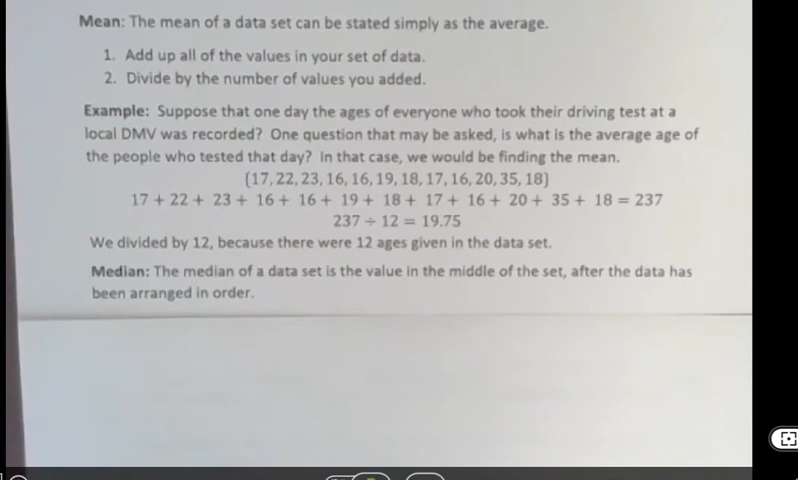 Mean: The mean of a data set can be stated simply as the average.
1. Add up all of the values in your set of data.
2. Divide by the number of values you added.
Example: Suppose that one day the ages of everyone who took their driving test at a
local DMV was recorded? One question that may be asked, is what is the average age of
the people who tested that day? In that case, we would be finding the mean.
{17, 22, 23, 16, 16, 19, 18, 17, 16, 20, 35, 18}
17 + 22 + 23 + 16 + 16 + 19 + 18 + 17 + 16 + 20 + 35 + 18 = 237
237 ÷ 12 = 19.75
We divided by 12, because there were 12 ages given in the data set.
Median: The median of a data set is the value in the middle of the set, after the data has
been arranged in order.